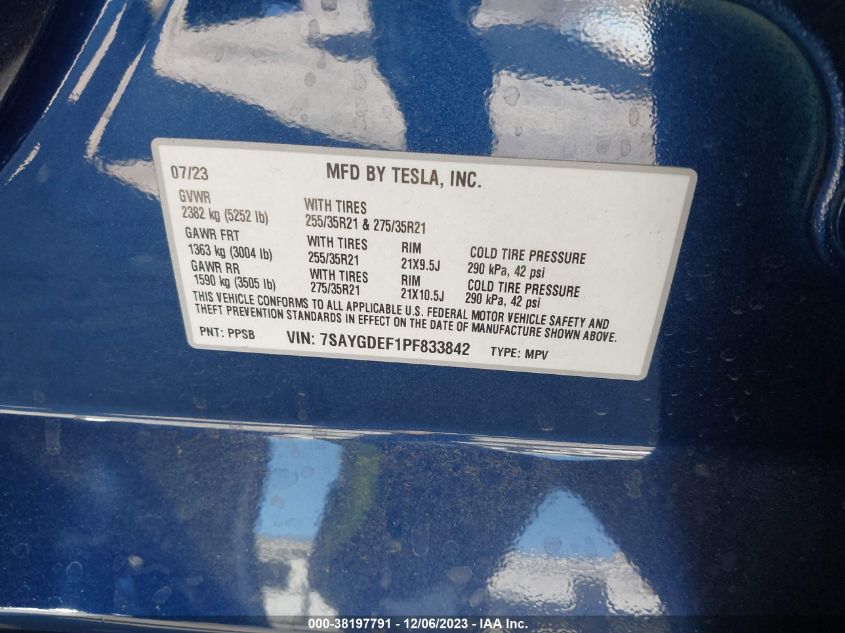 07/23 MFD BY TESLA, INC.
GVWR
2382 kg (5252 lb)
WITH TIRES
255/35R21 & 275/35R21
GAWR FRT
1363 kg (3004 lb)
WITH TIRES
255/35R21
RIM
21X9.5J
COLD TIRE PRESSURE
290 kPa, 42 psi
GAWR RR
1590 kg (3505 lb)
WITH TIRES
275/35R21
RIM
21X10.5J
COLD TIRE PRESSURE
290 kPa, 42 psi
THIS VEHICLE CONFORMS TO ALL APPLICABLE U.S. FEDERAL MOTOR VEHICLE SAFETY AND
THEFT PREVENTION STANDARDS IN EFFECT ON THE DATE OF MANUFACTURE SHOWN ABOVE.
PNT: PPSB VIN: 7SAYGDEF1PF833842 TYPE: MPV
000-38197791 - 12/06/2023 - IAA Inc.